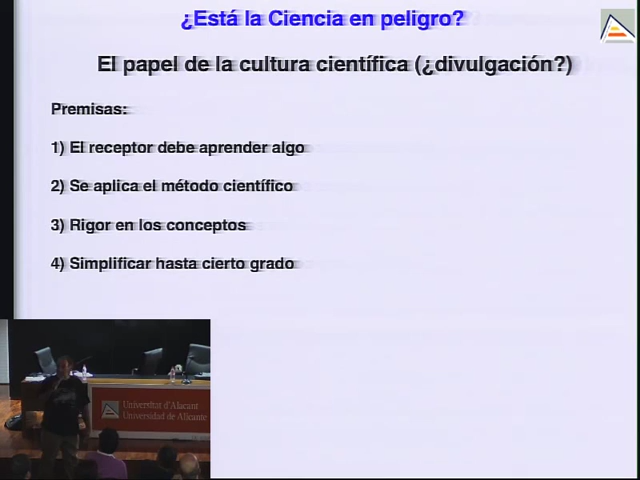 ¿Está la Ciencia en peligro?
El papel de la cultura científica (¿divulgación?)
Premisas:
1) El receptor debe aprender algo
2) Se aplica el método científico
3) Rigor en los conceptos
4) Simplificar hasta cierto grado
Universitat d'Alacant
Universidad de Alicante